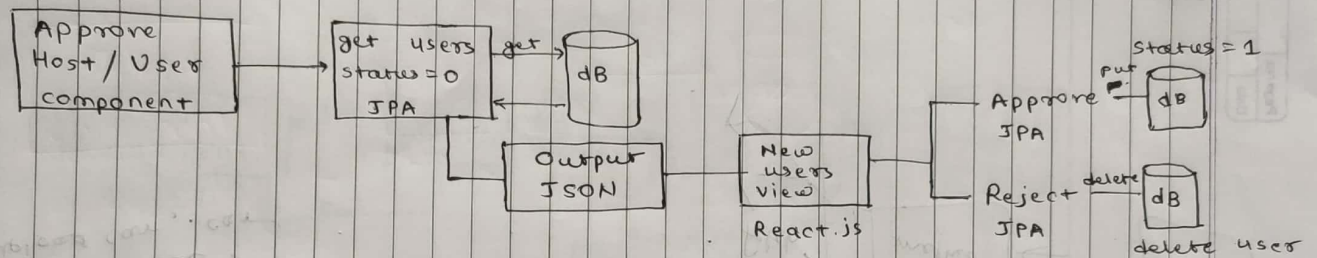 Approve
Host / User
component
get users
status = 0
JPA
get
dB
Output
JSON
New
users
view
React.js
Approve
JPA
put
status = 1
dB
Reject
JPA
delete
dB
delete user